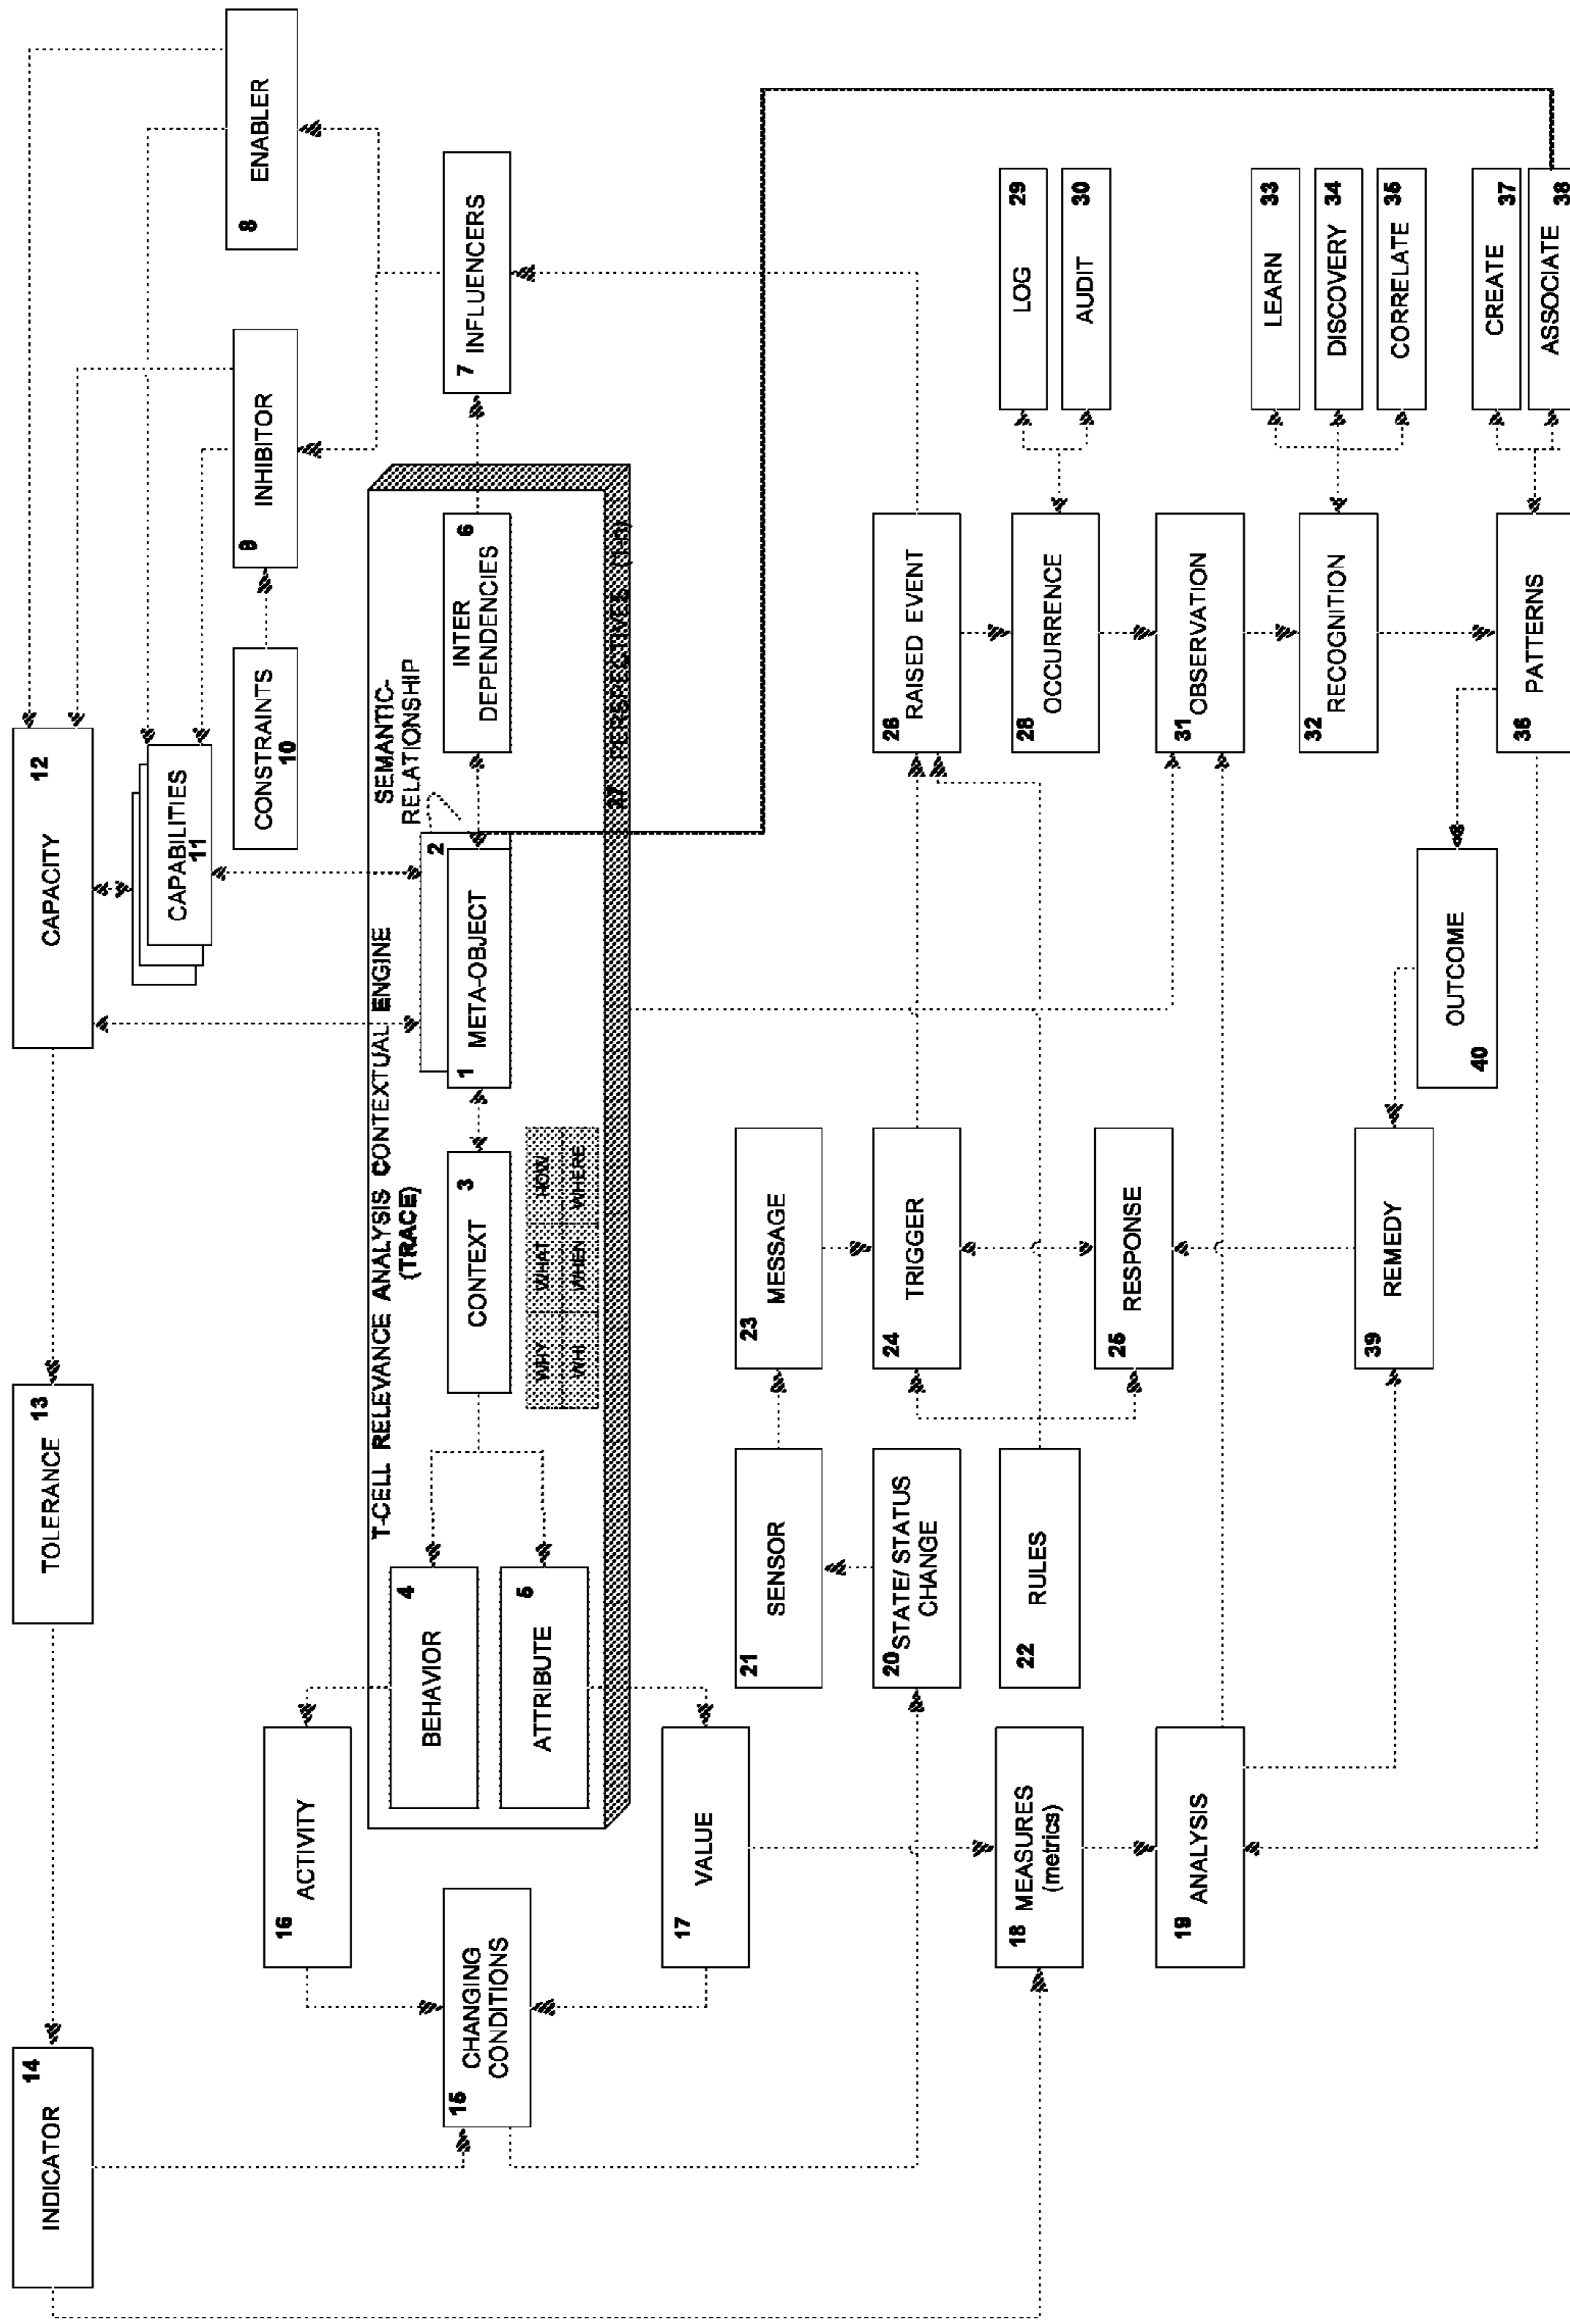 INDICATOR
14
TOLERANCE
13
CAPACITY
12
CAPABILITIES
11
ENABLER
8
INHIBITOR
9
CONSTRAINTS
10
ACTIVITY
16
T-CELL RELEVANCE ANALYSIS CONTEXTUAL ENGINE
(TRACE)
SEMANTIC-
RELATIONSHIP
BEHAVIOR
4
ATTRIBUTE
5
CONTEXT
3
WHY
WHAT
HOW
WHEN
WHERE
1
META-OBJECT
2
INTER
DEPENDENCIES
6
27 PERSPECTIVES
7
INFLUENCERS
15
CHANGING
CONDITIONS
17
VALUE
21
SENSOR
23
MESSAGE
20
STATE/ STATUS
CHANGE
24
TRIGGER
26
RAISED EVENT
18
MEASURES
(metrics)
22
RULES
28
OCCURRENCE
LOG
29
AUDIT
30
25
RESPONSE
19
ANALYSIS
31
OBSERVATION
39
REMEDY
32
RECOGNITION
LEARN
33
DISCOVERY
34
CORRELATE
35
40
OUTCOME
36
PATTERNS
CREATE
37
ASSOCIATE
38